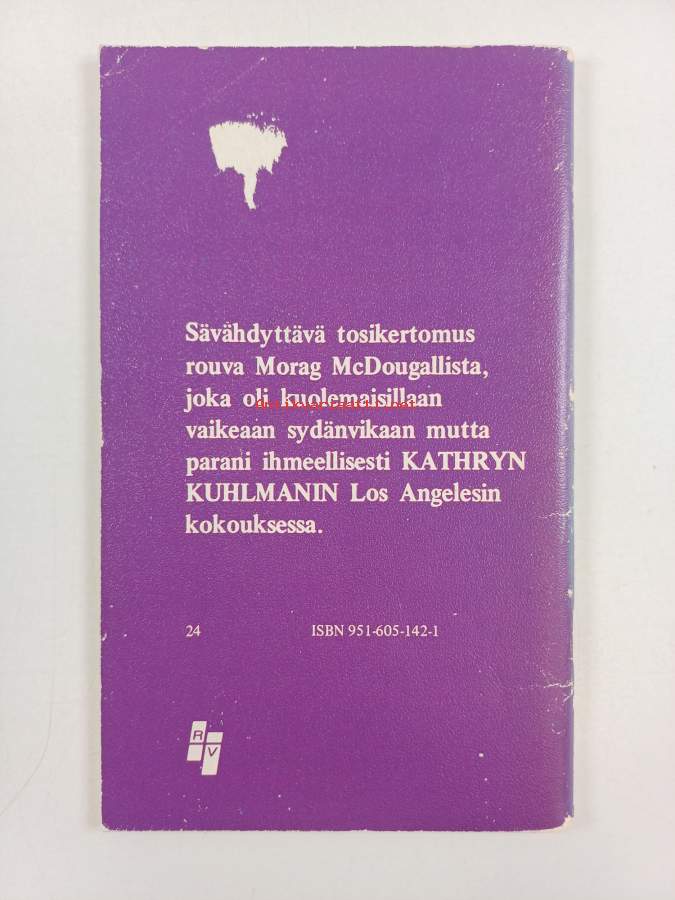 Sävähdyttävä tosikertomus
rouva Morag McDougallista,
joka oli kuolemaisillaan
vaikeaan sydänvikaan mutta
parani ihmeellisesti KATHRYN
KUHLMANIN Los Angelesin
kokouksessa.
24 ISBN 951-605-142-1
R
V